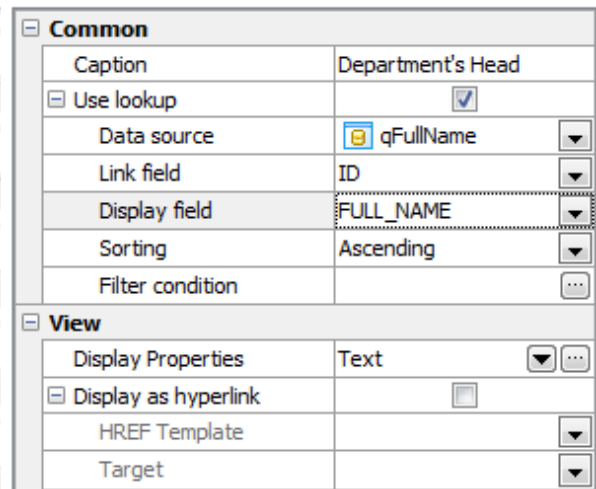 Common
Caption Department's Head
Use lookup
Data source qFullName
Link field ID
Display field FULL_NAME
Sorting Ascending
Filter condition
View
Display Properties Text
Display as hyperlink
HREF Template
Target